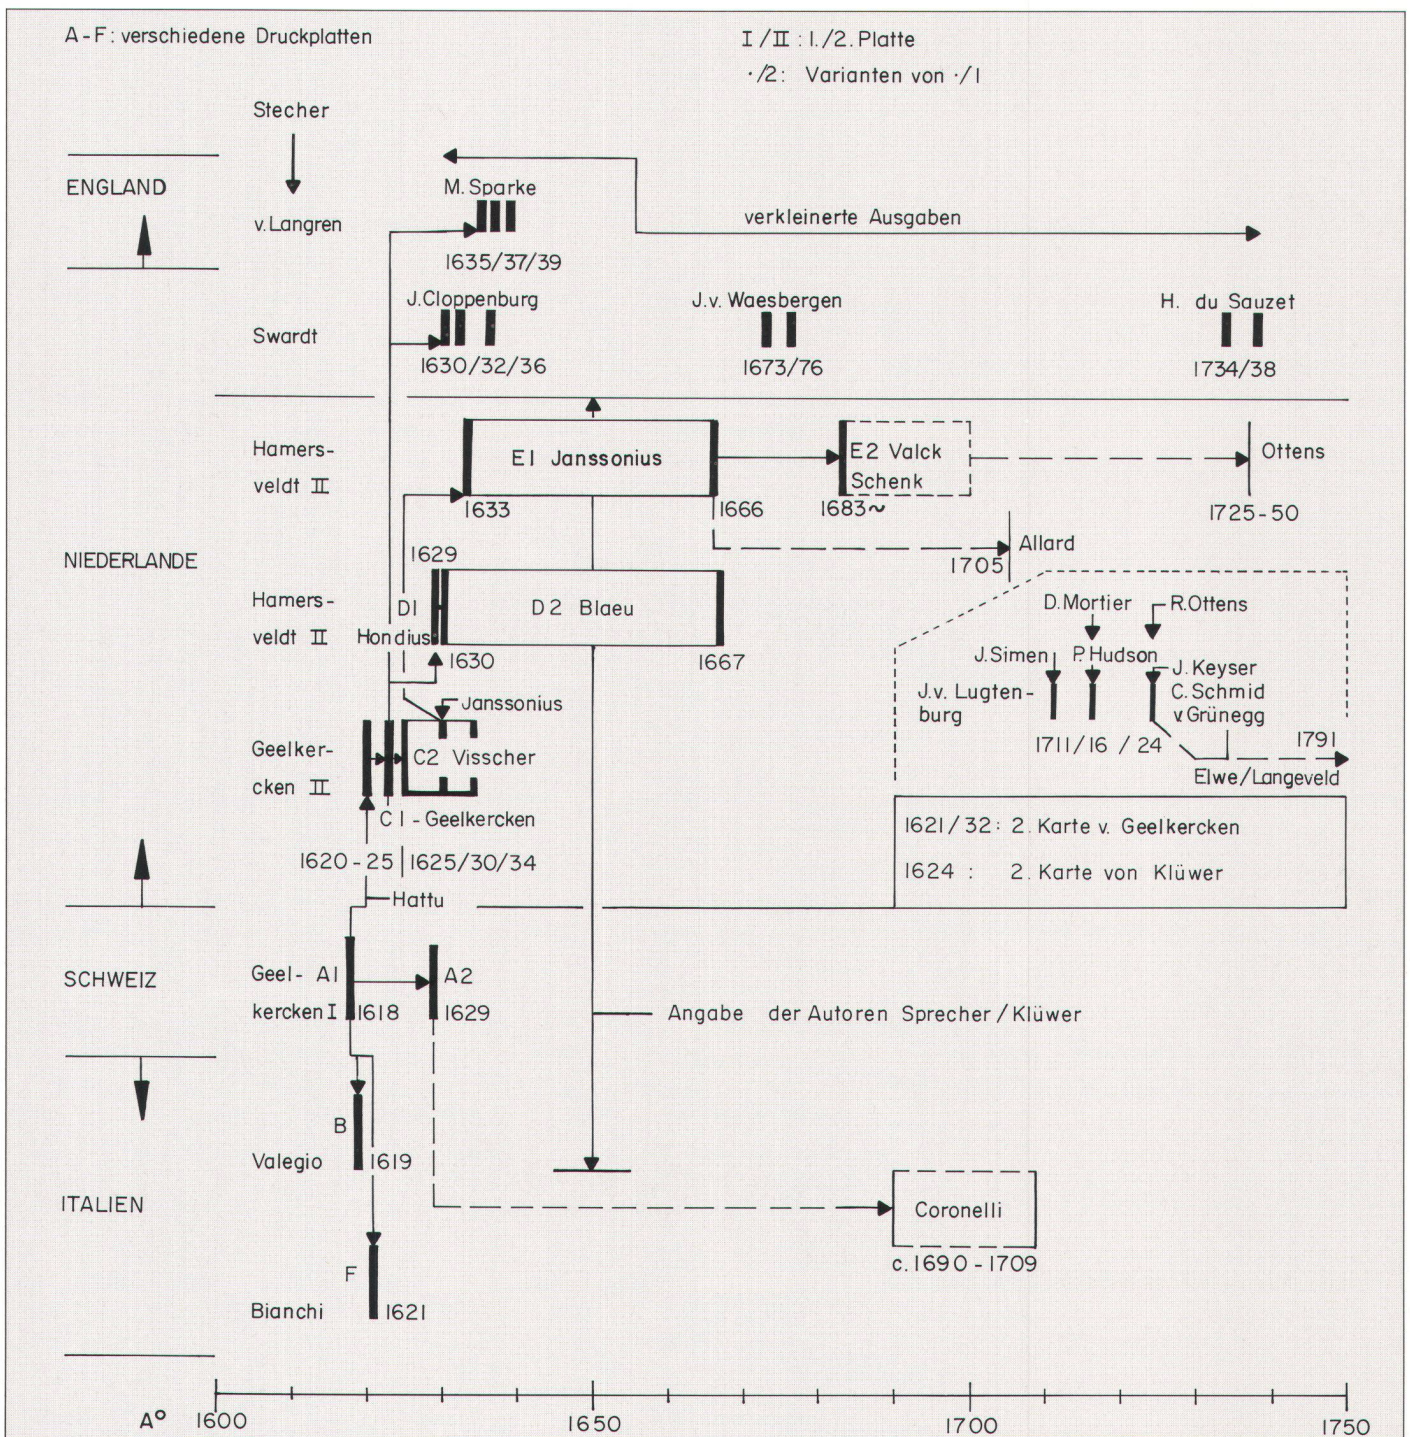 A-F: verschiedene Druckplatten
I/II : 1./2. Platte
·/2: Varianten von ·/1
Stecher
ENGLAND
M. Sparke
v. Langren
verkleinerte Ausgaben
1635/37/39
J. Cloppenburg
J. v. Waesbergen
H. du Sauzet
Swardt
1630/32/36
1673/76
1734/38
Hamers-
veldt II
E1 Janssonius
E2 Valck
Schenk
Ottens
1633
1666
1683~
1725-50
NIEDERLANDE
1629
1705
Allard
Hamers-
veldt II
D1
Hondius
D2 Blaeu
1630
1667
D. Mortier
R. Ottens
J. Simen
P. Hudson
J. Keyser
J. v. Lugten-
burg
C. Schmid
v. Grünegg
1711/16 / 24
1791
Elwe/Langeveld
Janssonius
Geelker-
cken II
C2 Visscher
C1 - Geelkercken
1620-25
1625/30/34
1621/32: 2. Karte v. Geelkercken
1624 : 2. Karte von Klüwer
Hattu
SCHWEIZ
Geel-
kercken I
A1
1618
A2
1629
Angabe der Autoren Sprecher/Klüwer
B
Valegio
1619
ITALIEN
Coronelli
c. 1690-1709
F
Bianchi
1621
A°
1600
1650
1700
1750